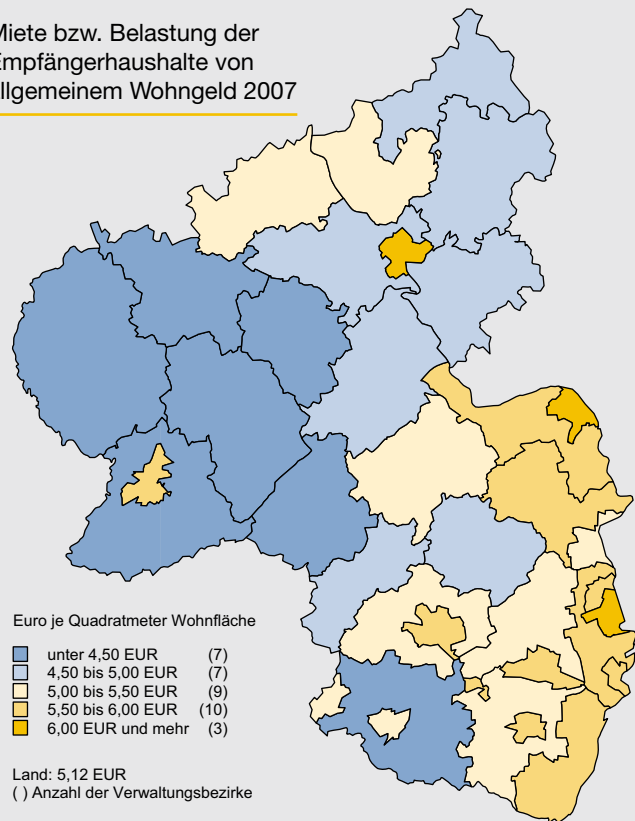 Miete bzw. Belastung der
Empfängerhaushalte von
allgemeinem Wohngeld 2007
Euro je Quadratmeter Wohnfläche
unter 4,50 EUR (7)
4,50 bis 5,00 EUR (7)
5,00 bis 5,50 EUR (9)
5,50 bis 6,00 EUR (10)
6,00 EUR und mehr (3)
Land: 5,12 EUR
( ) Anzahl der Verwaltungsbezirke